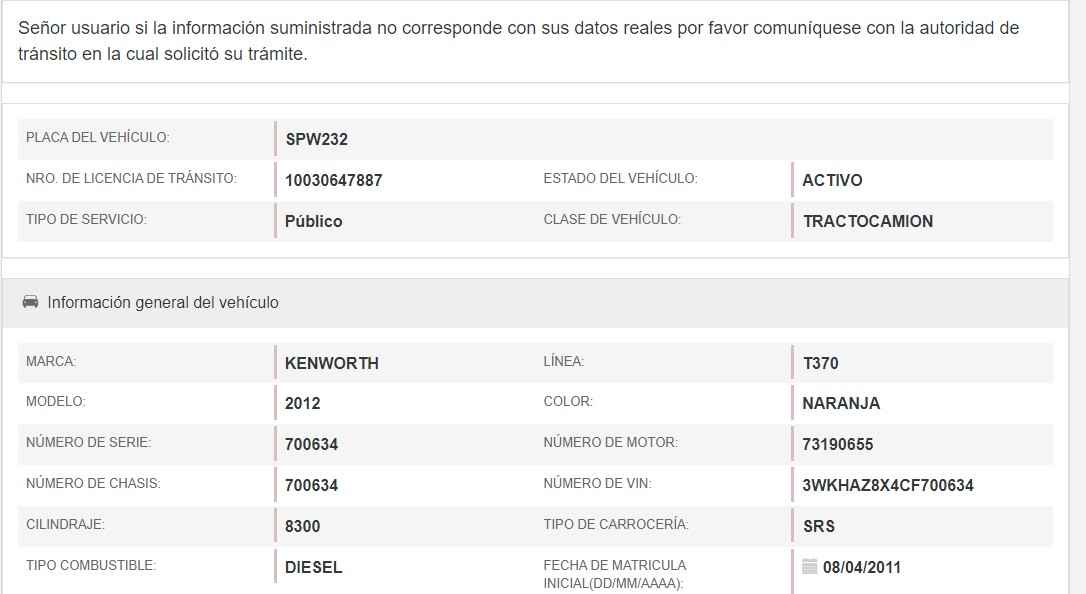 Señor usuario si la información suministrada no corresponde con sus datos reales por favor comuníquese con la autoridad de
tránsito en la cual solicitó su trámite.
PLACA DEL VEHÍCULO: SPW232
NRO. DE LICENCIA DE TRÁNSITO: 10030647887 ESTADO DEL VEHÍCULO: ACTIVO
TIPO DE SERVICIO: Público CLASE DE VEHÍCULO: TRACTOCAMION
Información general del vehículo
MARCA: KENWORTH LÍNEA: T370
MODELO: 2012 COLOR: NARANJA
NÚMERO DE SERIE: 700634 NÚMERO DE MOTOR: 73190655
NÚMERO DE CHASIS: 700634 NÚMERO DE VIN: 3WKHAZ8X4CF700634
CILINDRAJE: 8300 TIPO DE CARROCERÍA: SRS
TIPO COMBUSTIBLE: DIESEL FECHA DE MATRICULA 08/04/2011
INICIAL(DD/MM/AAAA):